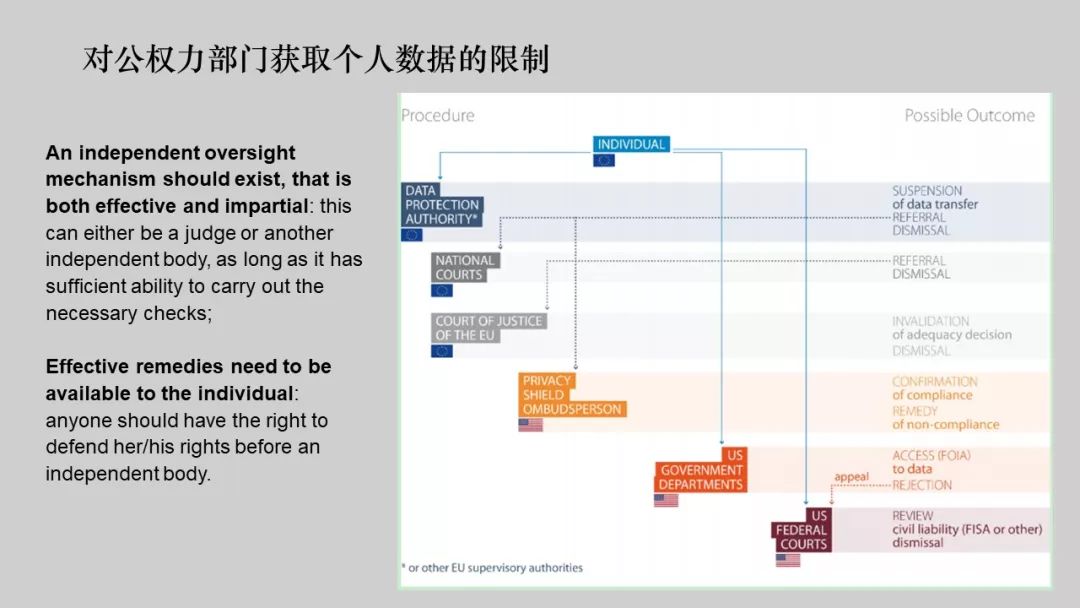 对公权力部门获取个人数据的限制
An independent oversight
mechanism should exist, that is
both effective and impartial: this
can either be a judge or another
independent body, as long as it has
sufficient ability to carry out the
necessary checks;
Effective remedies need to be
available to the individual:
anyone should have the right to
defend her/his rights before an
independent body.
Procedure
Possible Outcome
INDIVIDUAL
DATA
PROTECTION
AUTHORITY*
SUSPENSION
of data transfer
REFERRAL
DISMISSAL
NATIONAL
COURTS
REFERRAL
DISMISSAL
COURT OF JUSTICE
OF THE EU
INVALIDATION
of adequacy decision
DISMISSAL
PRIVACY
SHIELD
OMBUDSPERSON
CONFIRMATION
of compliance
REMEDY
of non-compliance
US
GOVERNMENT
DEPARTMENTS
ACCESS (FOIA)
to data
appeal
REJECTION
US
FEDERAL
COURTS
REVIEW
civil liability (FISA or other)
dismissal
* or other EU supervisory authorities